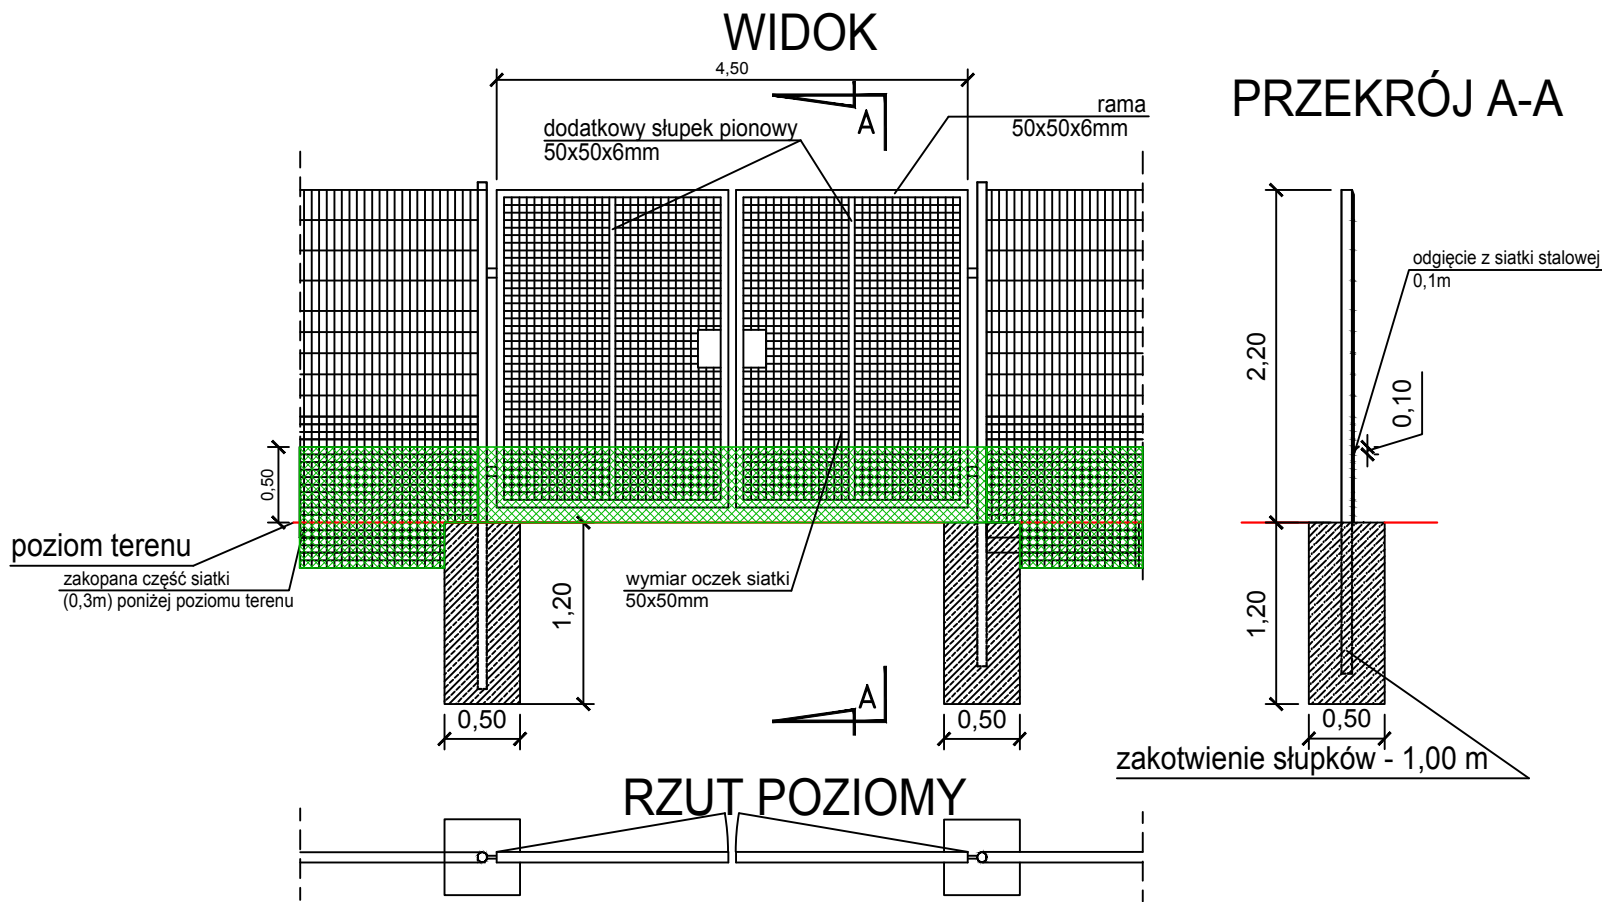 WIDOK
4,50
PRZEKRÓJ A-A
A
rama
50x50x6mm
dodatkowy słupek pionowy
50x50x6mm
odgięcie z siatki stalowej
0,1m
2,20
0,10
0,50
poziom terenu
zakopana część siatki
(0,3m) poniżej poziomu terenu
wymiar oczek siatki
50x50mm
1,20
1,20
A
0,50
0,50
0,50
zakotwienie słupków - 1,00 m
RZUT POZIOMY